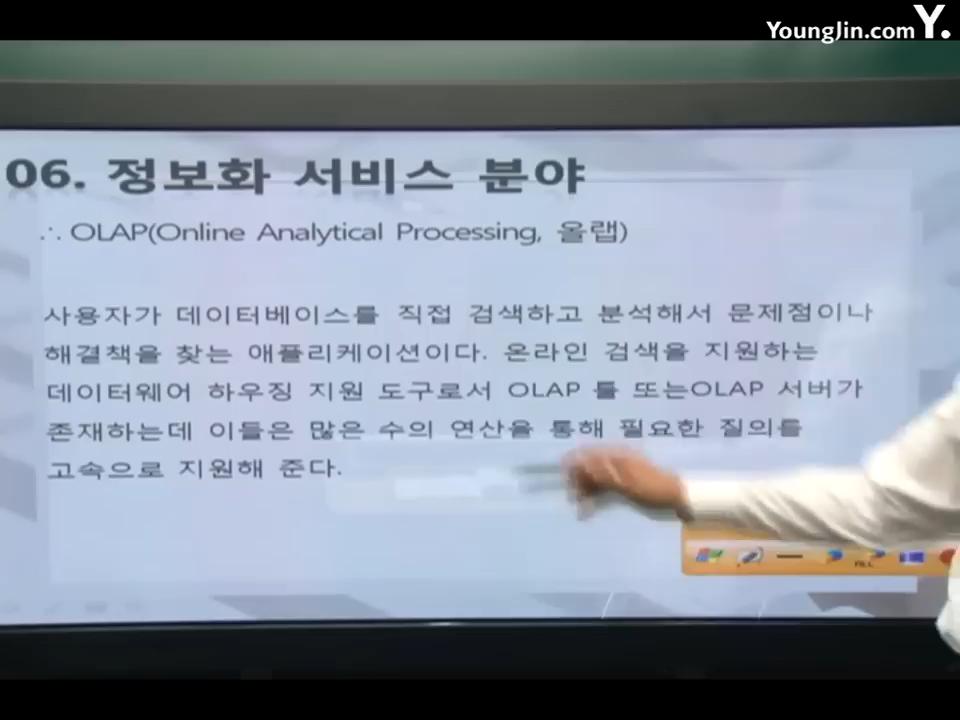 YoungJin.com Y.
06. 정보화 서비스 분야
∴ OLAP(Online Analytical Processing, 올랩)
사용자가 데이터베이스를 직접 검색하고 분석해서 문제점이나
해결책을 찾는 애플리케이션이다. 온라인 검색을 지원하는
데이터웨어 하우징 지원 도구로서 OLAP 툴 또는OLAP 서버가
존재하는데 이들은 많은 수의 연산을 통해 필요한 질의를
고속으로 지원해 준다.